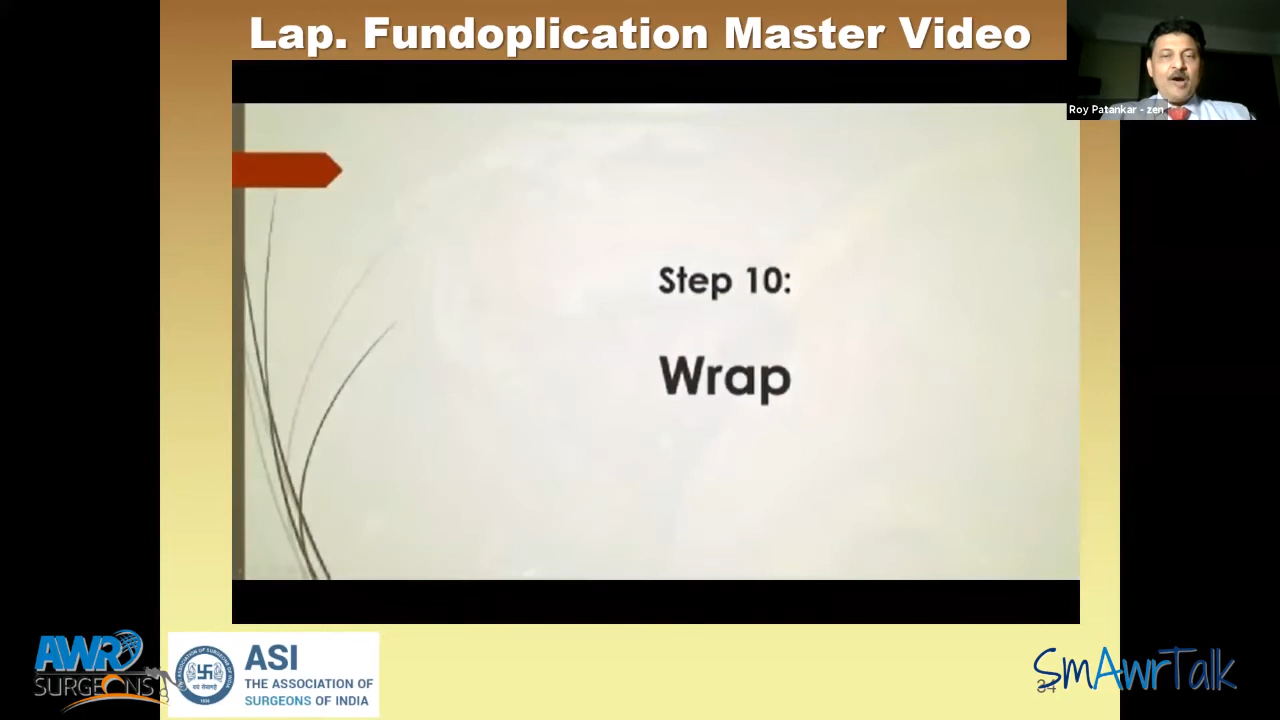 Lap. Fundoplication Master Video
Roy Patankar - zen
Step 10:
Wrap
AWR
SURGEONS
ASI
THE ASSOCIATION OF
SURGEONS OF INDIA
SmAwrTalk
34